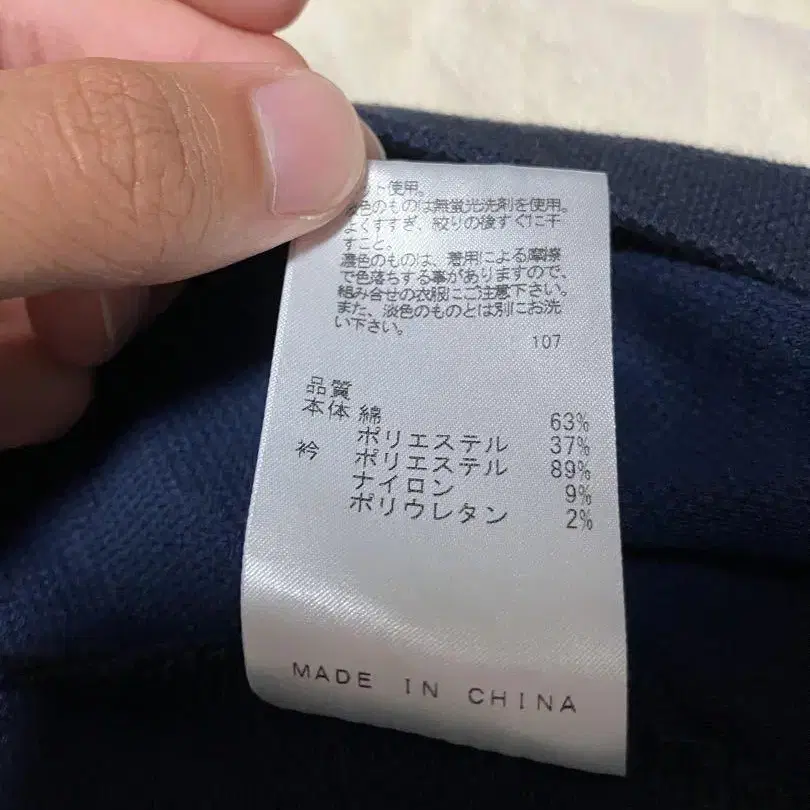 ット使用。
淡色のものは無蛍光洗剤を使用。
よくすすぎ、絞りの後すぐに干
すこと。
濃色のものは、着用による摩擦
で色落ちする事がありますので、
組み合せの衣服にご注意下さい。
また、淡色のものとは別にお洗
い下さい。
107
品質
本体 綿 63%
ポリエステル 37%
衿 ポリエステル 89%
ナイロン 9%
ポリウレタン 2%
MADE IN CHINA